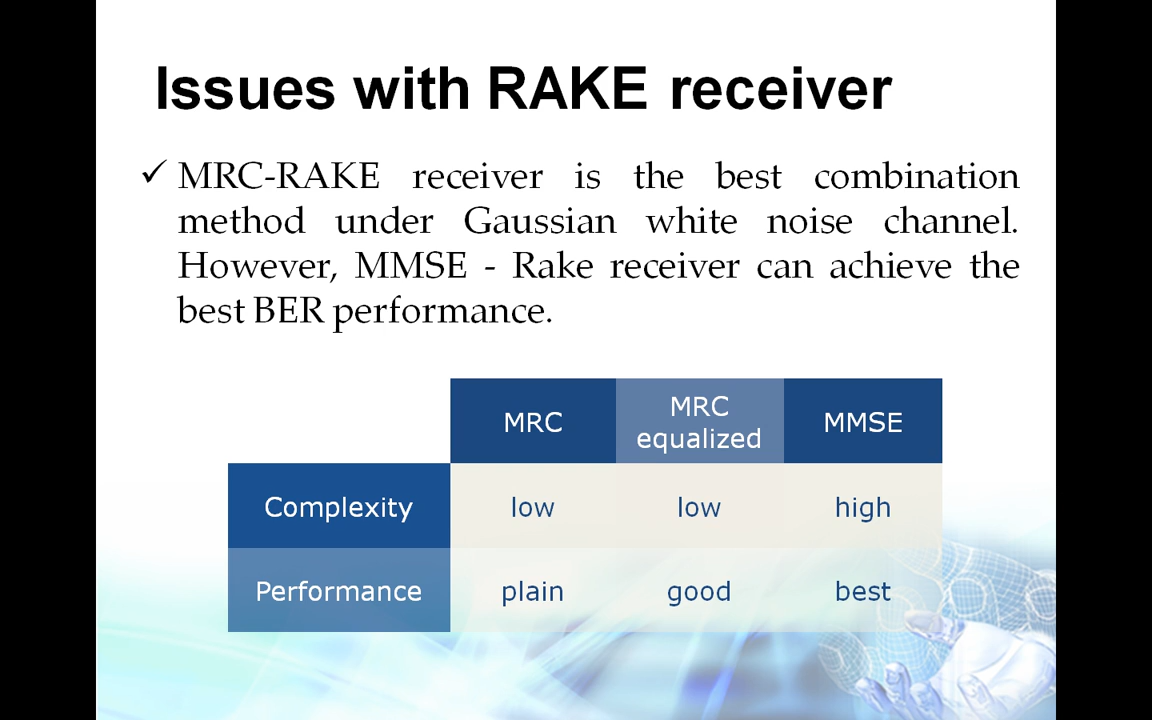 Issues with RAKE receiver
✓ MRC-RAKE receiver is the best combination
method under Gaussian white noise channel.
However, MMSE - Rake receiver can achieve the
best BER performance.
MRC
MRC
equalized
MMSE
Complexity low low high
Performance plain good best